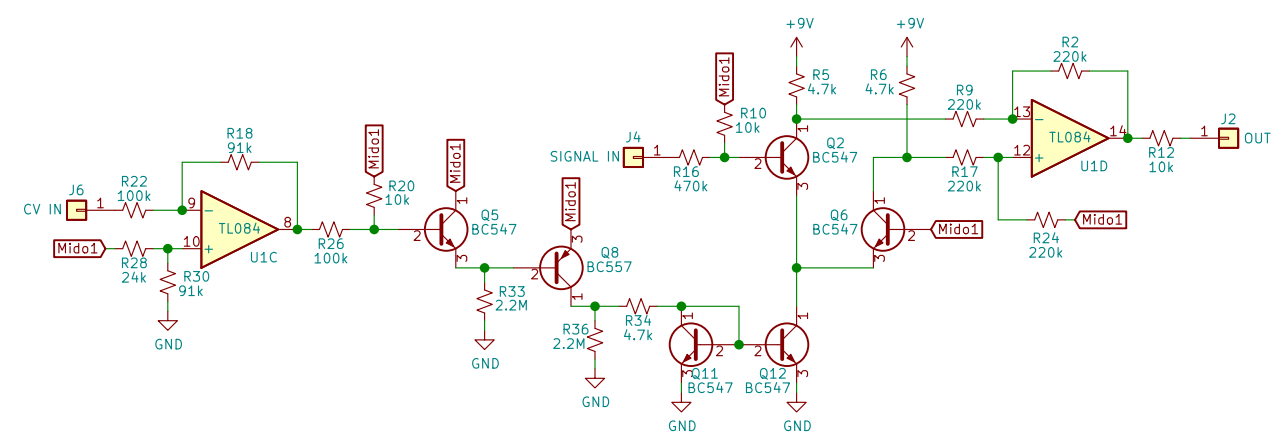 +9V
+9V
R2
220k
Mido1
R5
4.7k
R6
4.7k
R9
220k
R10
10k
13
−
TL084
14
12
+
U1D
1
J2
OUT
R12
10k
Mido1
Mido1
R18
91k
J4
SIGNAL IN
1
R16
470k
2
1
3
Q2
BC547
R17
220k
J6
CV IN
1
R22
100k
9
−
TL084
8
10
+
U1C
R20
10k
Mido1
Mido1
R28
24k
R30
91k
GND
R26
100k
2
1
3
Q5
BC547
3
2
1
Q8
BC557
1
2
3
Q6
BC547
Mido1
R24
220k
Mido1
R33
2.2M
GND
R36
2.2M
GND
R34
4.7k
1
2
3
Q11
BC547
GND
2
1
3
Q12
BC547
GND